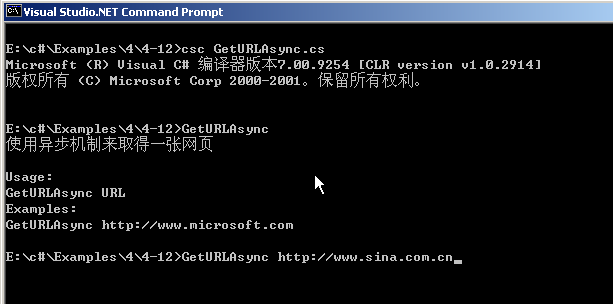 Visual Studio.NET Command Prompt
E:\c#\Examples\4\4-12>csc GetURLAsync.cs
Microsoft (R) Visual C# 编译器版本7.00.9254 [CLR version v1.0.2914]
版权所有 (C) Microsoft Corp 2000-2001。保留所有权利。
E:\c#\Examples\4\4-12>GetURLAsync
使用异步机制来取得一张网页
Usage:
GetURLAsync URL
Examples:
GetURLAsync http://www.microsoft.com
E:\c#\Examples\4\4-12>GetURLAsync http://www.sina.com.cn_